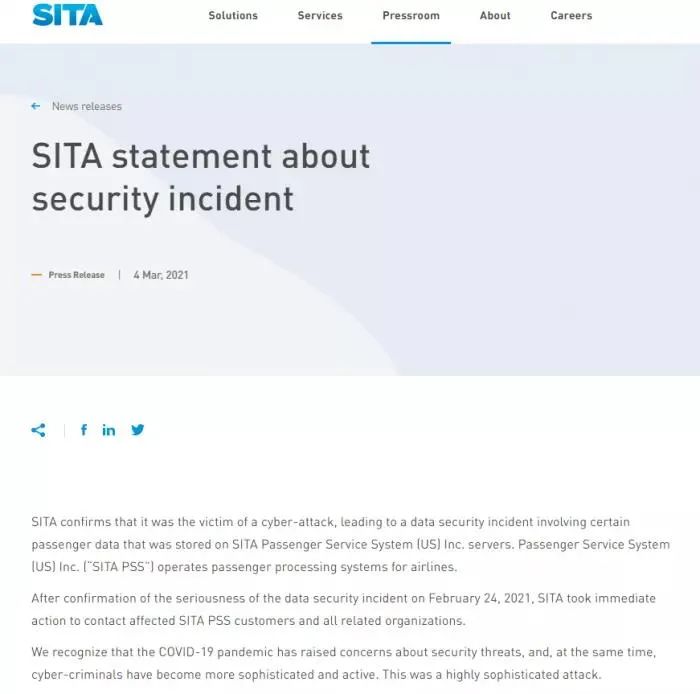 SITA
Solutions Services Pressroom About Careers
← News releases
SITA statement about
security incident
Press Release | 4 Mar, 2021
SITA confirms that it was the victim of a cyber-attack, leading to a data security incident involving certain
passenger data that was stored on SITA Passenger Service System (US) Inc. servers. Passenger Service System
(US) Inc. (“SITA PSS”) operates passenger processing systems for airlines.
After confirmation of the seriousness of the data security incident on February 24, 2021, SITA took immediate
action to contact affected SITA PSS customers and all related organizations.
We recognize that the COVID-19 pandemic has raised concerns about security threats, and, at the same time,
cyber-criminals have become more sophisticated and active. This was a highly sophisticated attack.